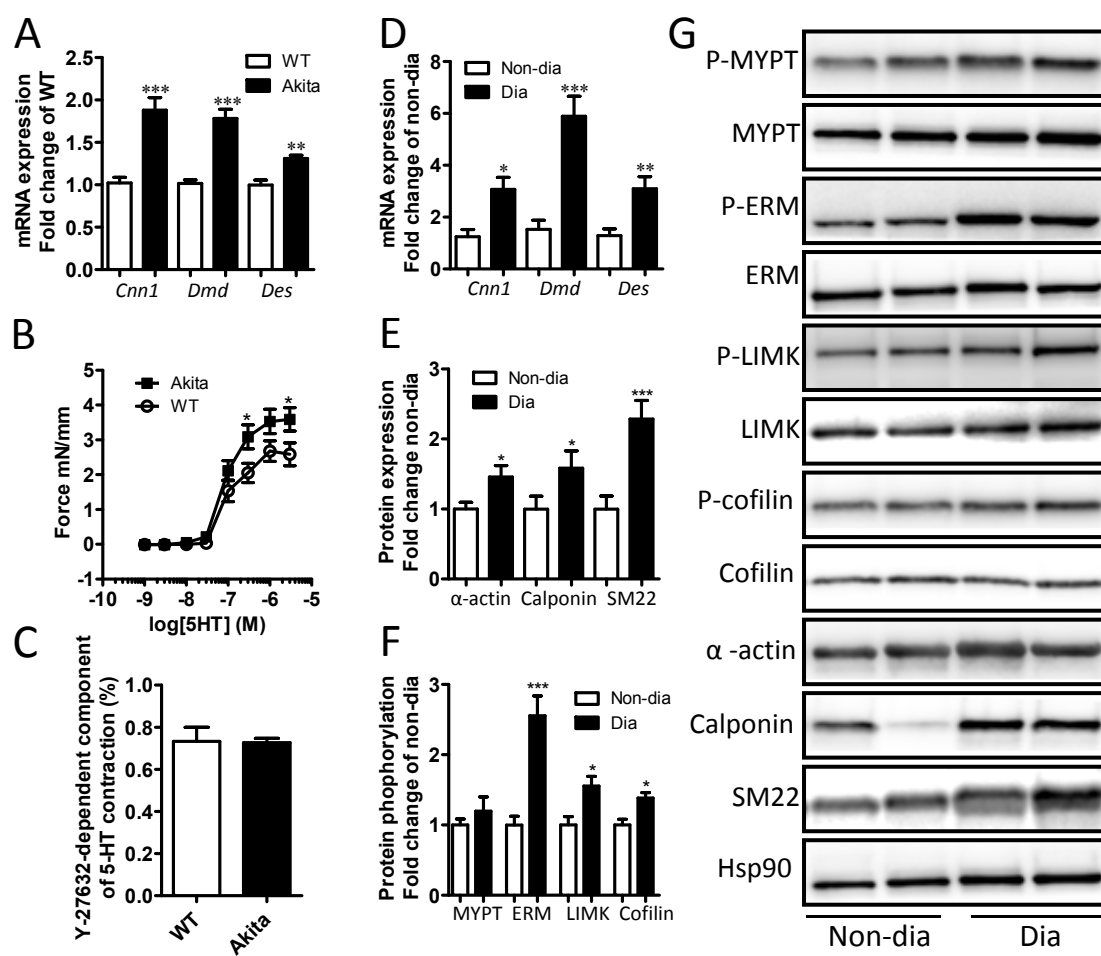 A
mRNA expression
Fold change of WT
2.5
2.0
1.5
1.0
0.5
0.0
WT
Akita
***
***
**
Cnn1
Dmd
Des
B
Force mN/mm
5
4
3
2
1
0
-1
Akita
WT
*
*
-10
-9
-8
-7
-6
-5
log[5HT] (M)
C
Y-27632-dependent component
of 5-HT contraction (%)
1.0
0.8
0.6
0.4
0.2
0.0
WT
Akita
D
mRNA expression
Fold change of non-dia
8
6
4
2
0
Non-dia
Dia
*
***
**
Cnn1
Dmd
Des
E
Protein expression
Fold change non-dia
3
2
1
0
Non-dia
Dia
*
*
***
α-actin
Calponin
SM22
F
Protein phophorylation
Fold change of non-dia
3
2
1
0
Non-dia
Dia
***
*
*
MYPT
ERM
LIMK
Cofilin
G
P-MYPT
MYPT
P-ERM
ERM
P-LIMK
LIMK
P-cofilin
Cofilin
α -actin
Calponin
SM22
Hsp90
Non-dia
Dia